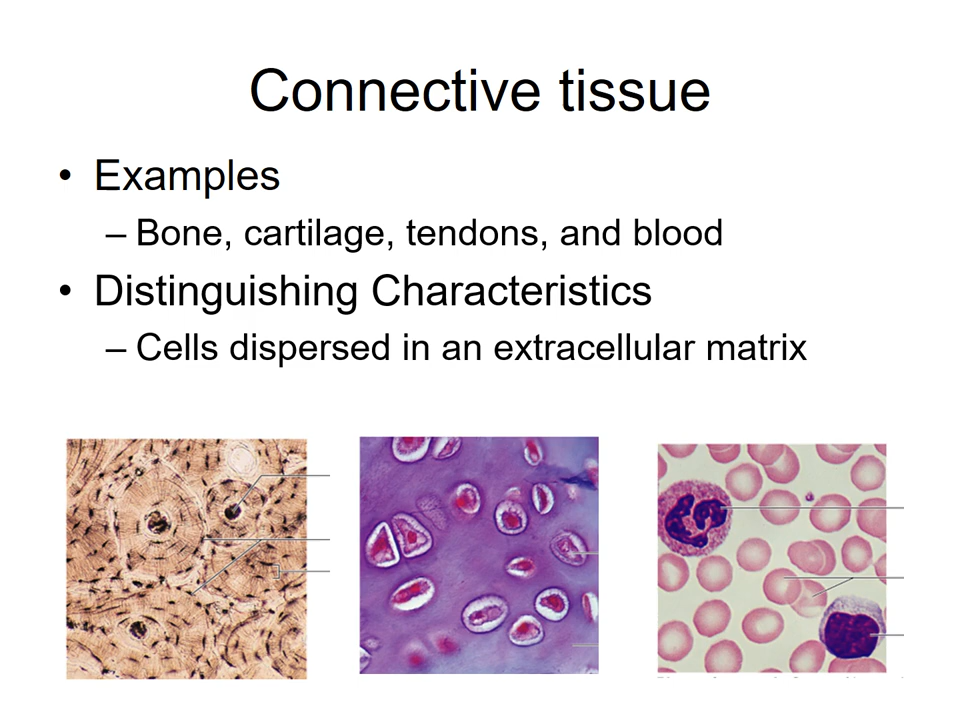 Connective tissue
• Examples
– Bone, cartilage, tendons, and blood
• Distinguishing Characteristics
– Cells dispersed in an extracellular matrix